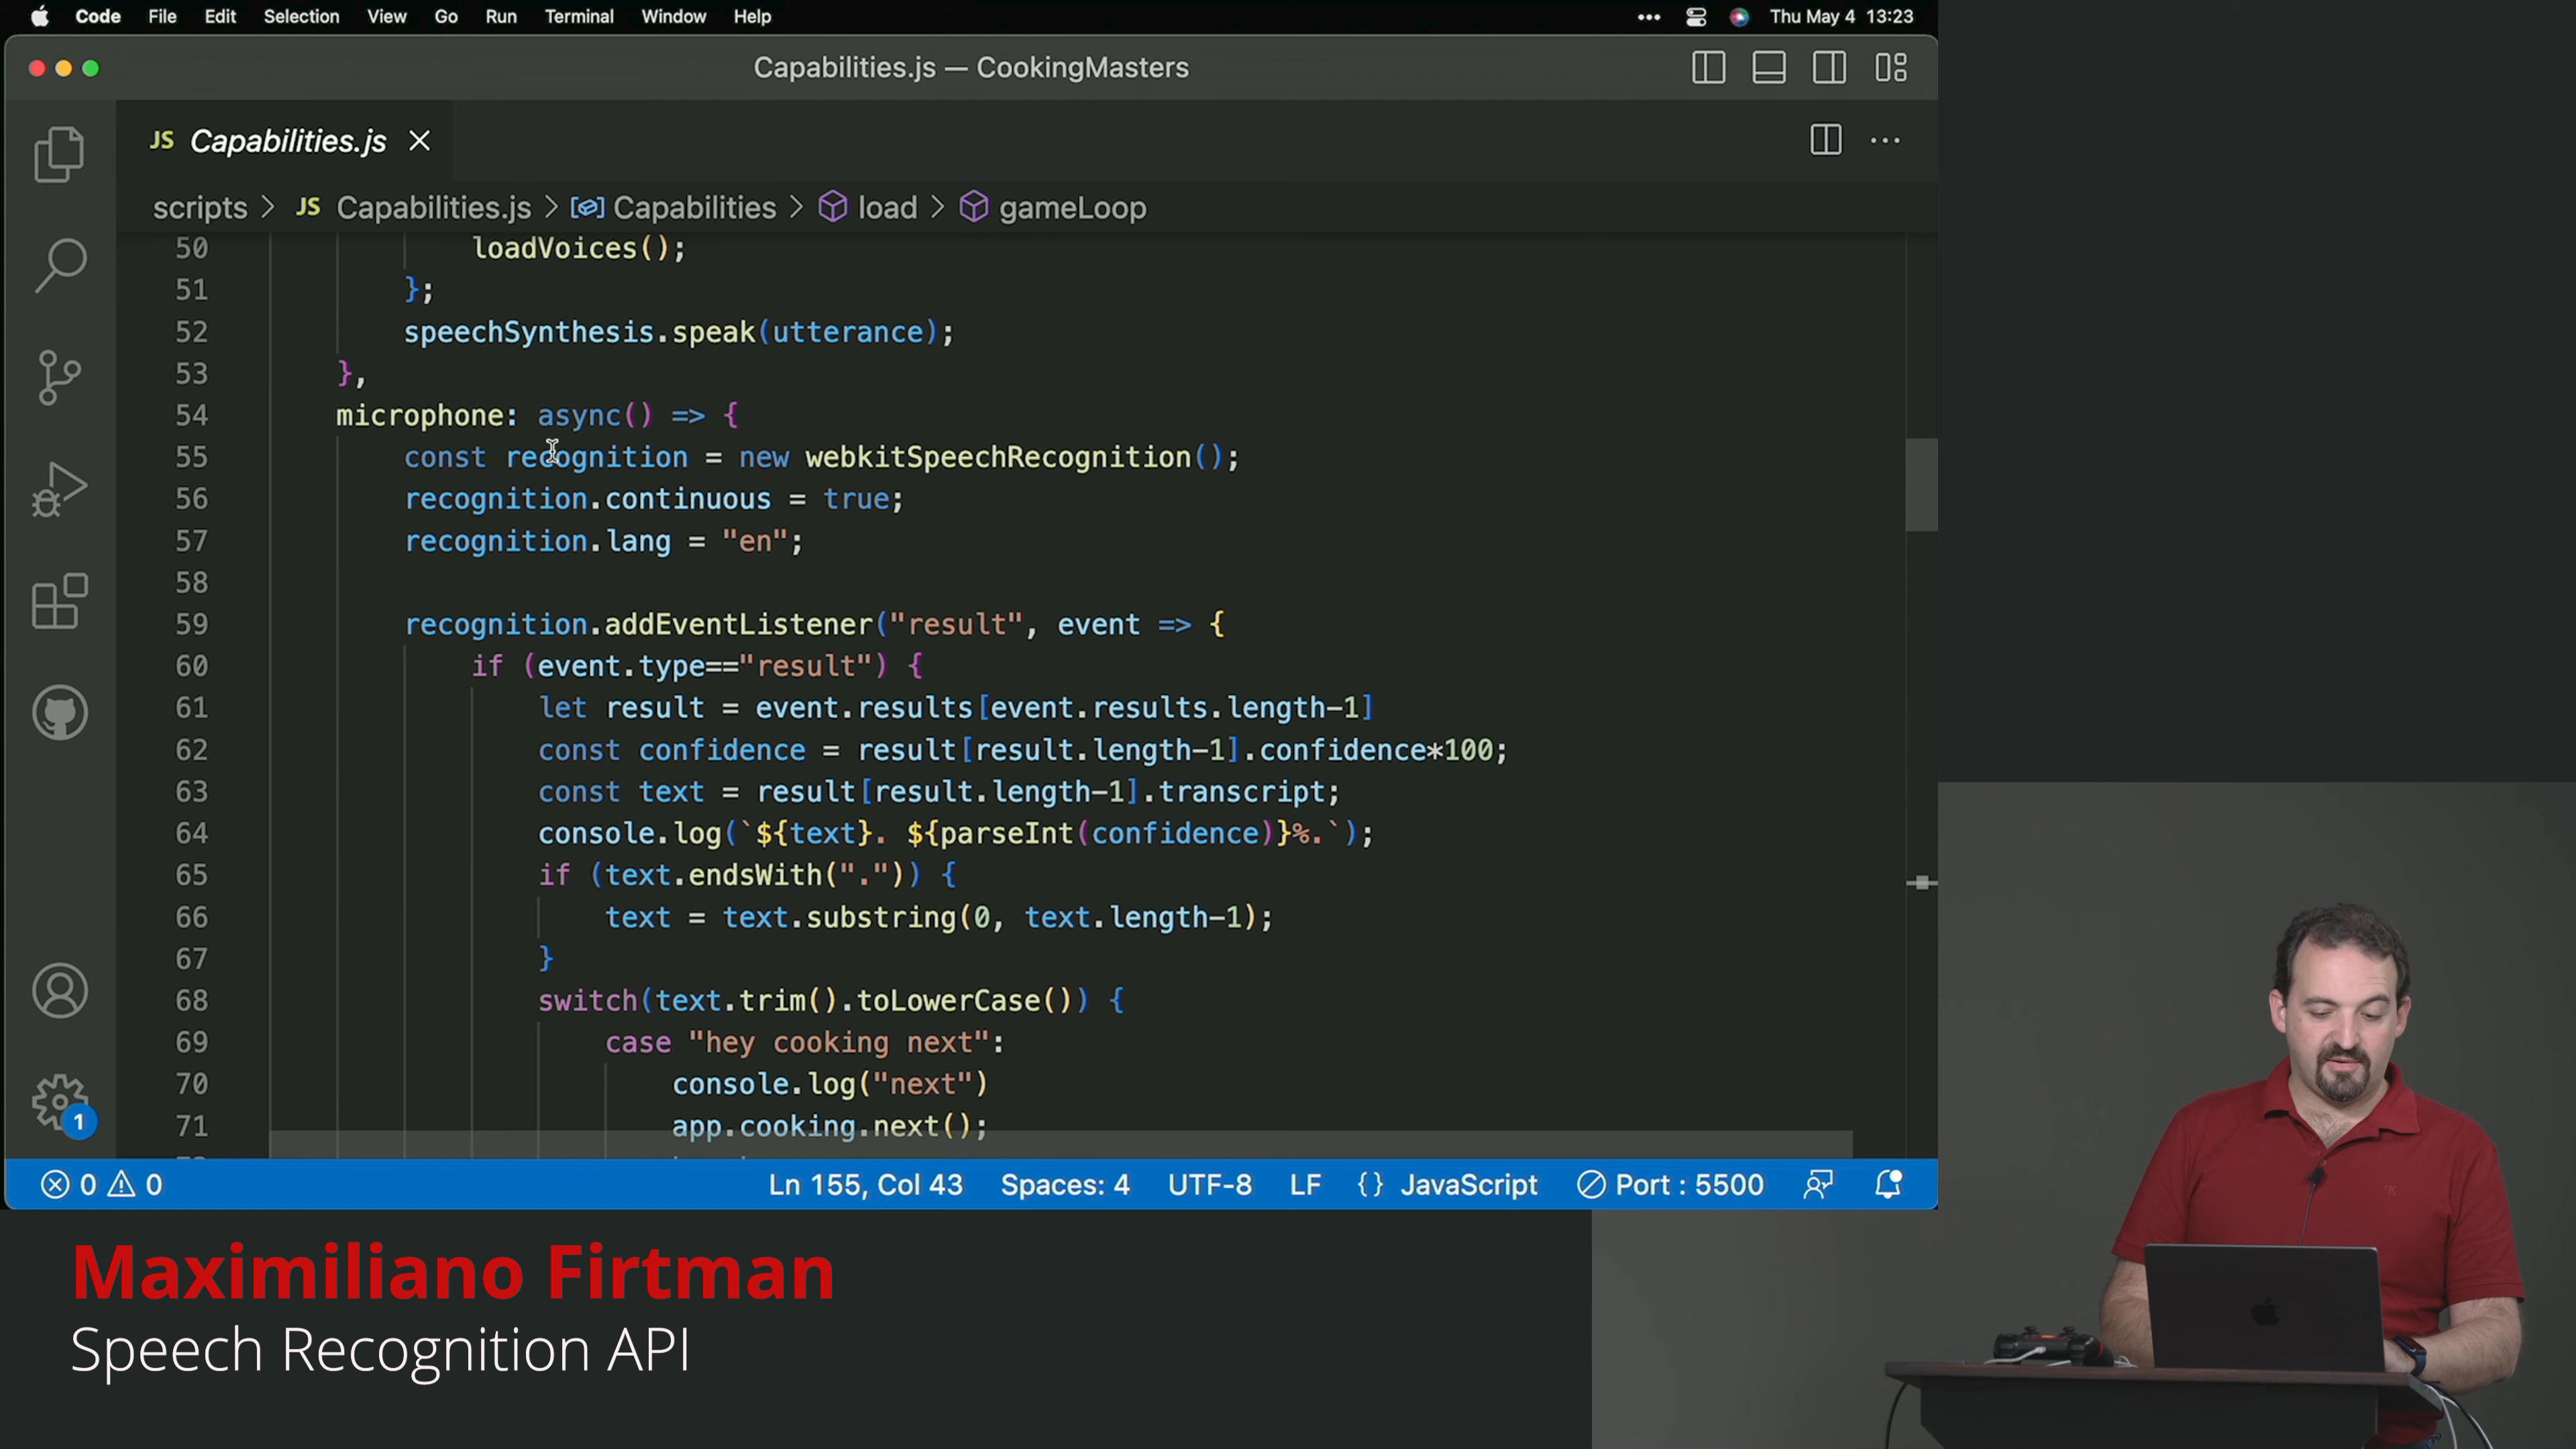 Code File Edit Selection View Go Run Terminal Window Help Thu May 4 13:23
Capabilities.js — CookingMasters
JS Capabilities.js
scripts > JS Capabilities.js > Capabilities > load > gameLoop
50 loadVoices();
51 };
52 speechSynthesis.speak(utterance);
53 },
54 microphone: async() => {
55 const recognition = new webkitSpeechRecognition();
56 recognition.continuous = true;
57 recognition.lang = "en";
58
59 recognition.addEventListener("result", event => {
60 if (event.type=="result") {
61 let result = event.results[event.results.length-1]
62 const confidence = result[result.length-1].confidence*100;
63 const text = result[result.length-1].transcript;
64 console.log(`${text}. ${parseInt(confidence)}%.`);
65 if (text.endsWith(".")) {
66 text = text.substring(0, text.length-1);
67 }
68 switch(text.trim().toLowerCase()) {
69 case "hey cooking next":
70 console.log("next")
71 app.cooking.next();
1
0 0 Ln 155, Col 43 Spaces: 4 UTF-8 LF {} JavaScript Port : 5500
Maximiliano Firtman
Speech Recognition API